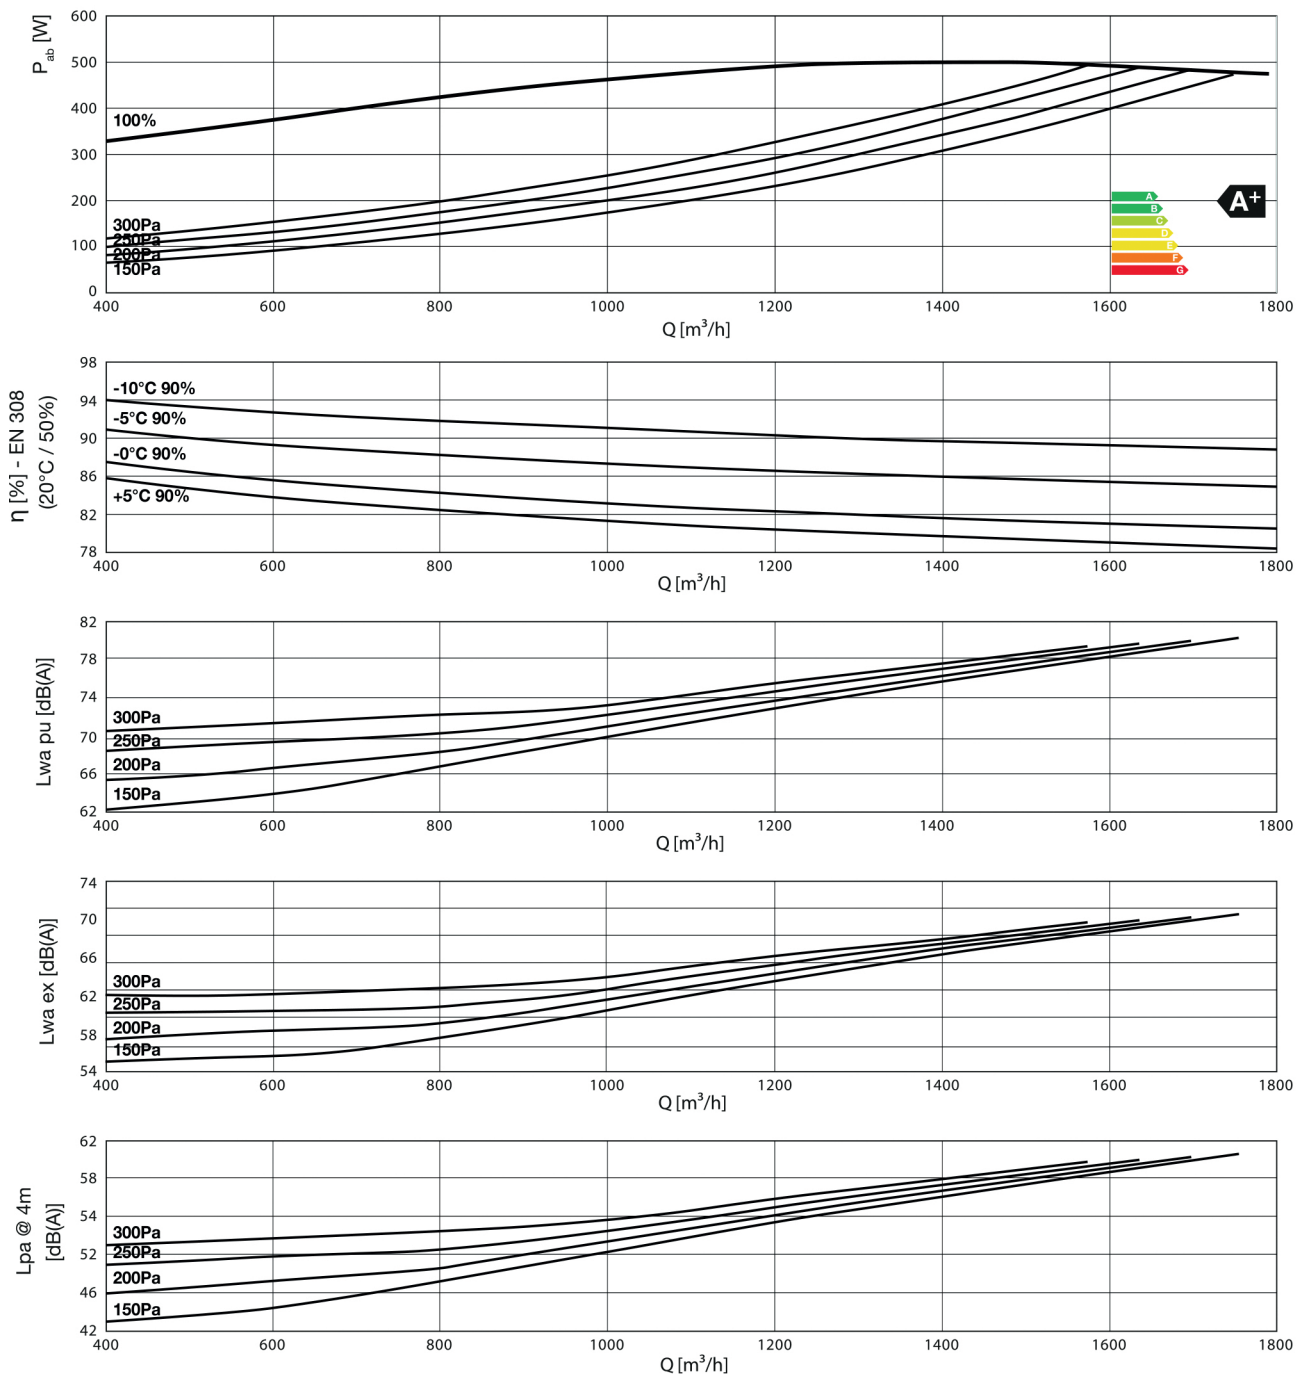 P ab [W]
600
500
400
300
200
100
0
100%
300Pa
250Pa
200Pa
150Pa
A
B
C
D
E
F
G
A+
400 600 800 1000 1200 1400 1600 1800
Q [m³/h]
η [%] - EN 308
(20°C / 50%)
98
94
90
86
82
78
-10°C 90%
-5°C 90%
-0°C 90%
+5°C 90%
400 600 800 1000 1200 1400 1600 1800
Q [m³/h]
Lwa pu [dB(A)]
82
78
74
70
66
62
300Pa
250Pa
200Pa
150Pa
400 600 800 1000 1200 1400 1600 1800
Q [m³/h]
Lwa ex [dB(A)]
74
70
66
62
58
54
300Pa
250Pa
200Pa
150Pa
400 600 800 1000 1200 1400 1600 1800
Q [m³/h]
Lpa @ 4m
[dB(A)]
62
58
54
52
46
42
300Pa
250Pa
200Pa
150Pa
400 600 800 1000 1200 1400 1600 1800
Q [m³/h]